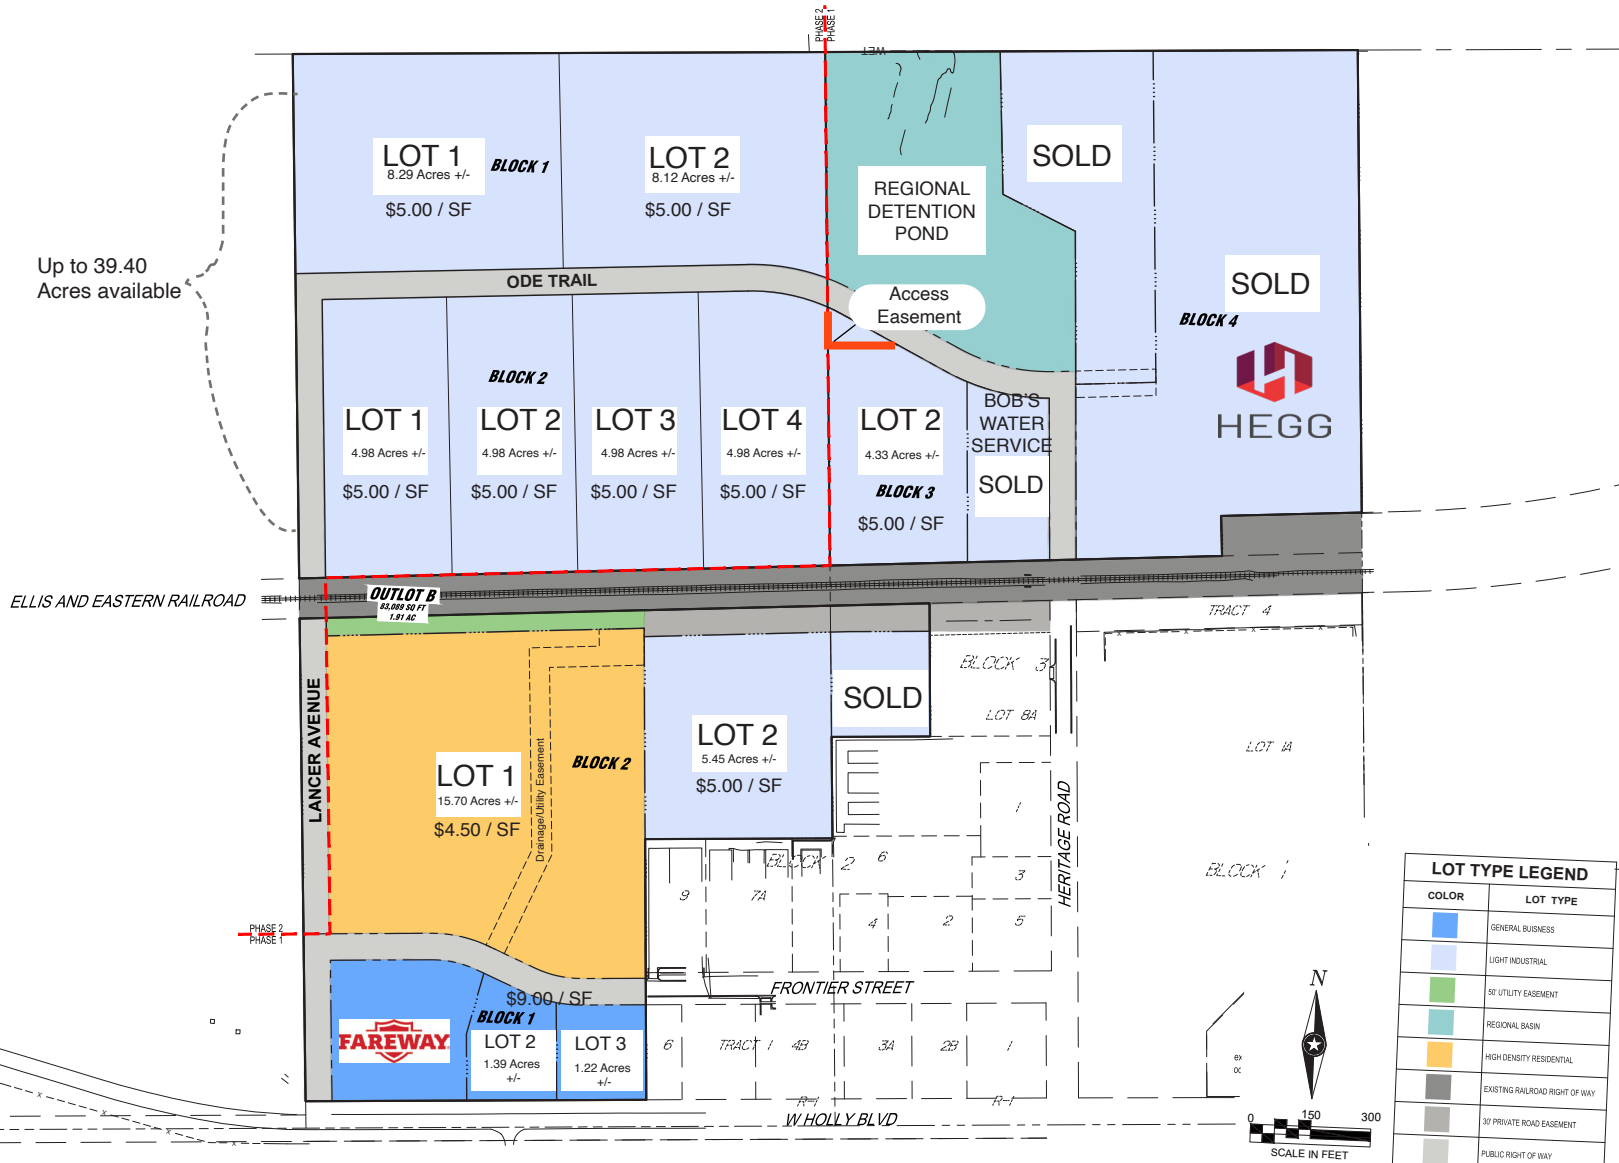 PHASE 2
PHASE 1
WET
LOT 1
8.29 Acres +/-
BLOCK 1
$5.00 / SF
LOT 2
8.12 Acres +/-
$5.00 / SF
REGIONAL
DETENTION
POND
SOLD
SOLD
BLOCK 4
HEGG
Up to 39.40
Acres available
ODE TRAIL
Access
Easement
BLOCK 2
LOT 1
4.98 Acres +/-
$5.00 / SF
LOT 2
4.98 Acres +/-
$5.00 / SF
LOT 3
4.98 Acres +/-
$5.00 / SF
LOT 4
4.98 Acres +/-
$5.00 / SF
LOT 2
4.33 Acres +/-
BLOCK 3
$5.00 / SF
BOB'S
WATER
SERVICE
SOLD
ELLIS AND EASTERN RAILROAD
OUTLOT B
83,089 SQ FT
1.91 AC
TRACT 4
LANCER AVENUE
LOT 1
15.70 Acres +/-
$4.50 / SF
Drainage/Utility Easement
BLOCK 2
LOT 2
5.45 Acres +/-
$5.00 / SF
SOLD
BLOCK 3
LOT 8A
LOT 1A
HERITAGE ROAD
1
BLOCK 2
6
3
9
7A
4
2
5
BLOCK 1
PHASE 2
PHASE 1
FRONTIER STREET
$9.00 / SF
BLOCK 1
FAREWAY
LOT 2
1.39 Acres
+/-
LOT 3
1.22 Acres
+/-
6
TRACT 1
4B
3A
2B
1
R-1
R-1
W HOLLY BLVD
ex
N
0
150
300
SCALE IN FEET
LOT TYPE LEGEND
COLOR
LOT TYPE
GENERAL BUISNESS
LIGHT INDUSTRIAL
50' UTILITY EASEMENT
REGIONAL BASIN
HIGH DENSITY RESIDENTIAL
EXISTING RAILROAD RIGHT OF WAY
30' PRIVATE ROAD EASEMENT
PUBLIC RIGHT OF WAY